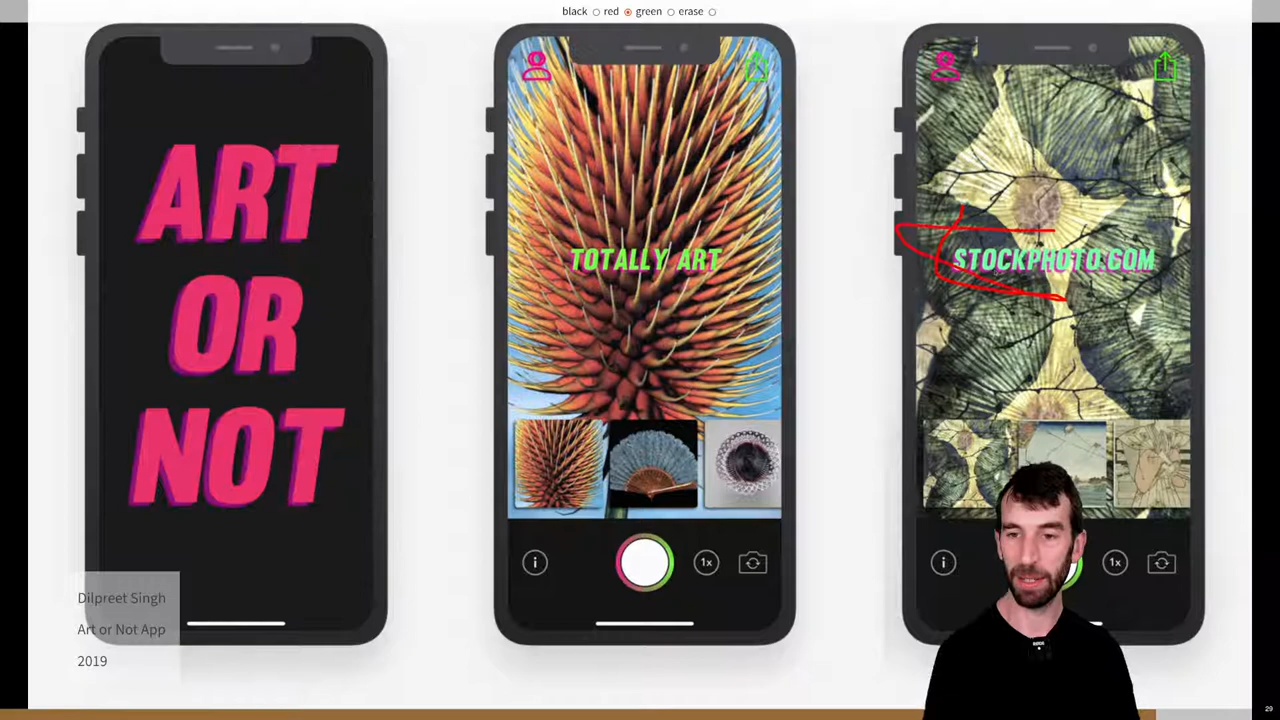 black red green erase
ART
OR
NOT
TOTALLY ART
STOCKPHOTO.COM
i
1x
i
1x
Dilpreet Singh
Art or Not App
2019
29